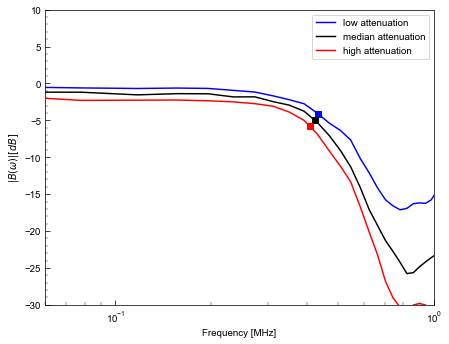 10
5
0
−5
−10
−15
−20
−25
−30
|B(ω)|[dB]
low attenuation
median attenuation
high attenuation
10⁻¹
10⁰
Frequency [MHz]